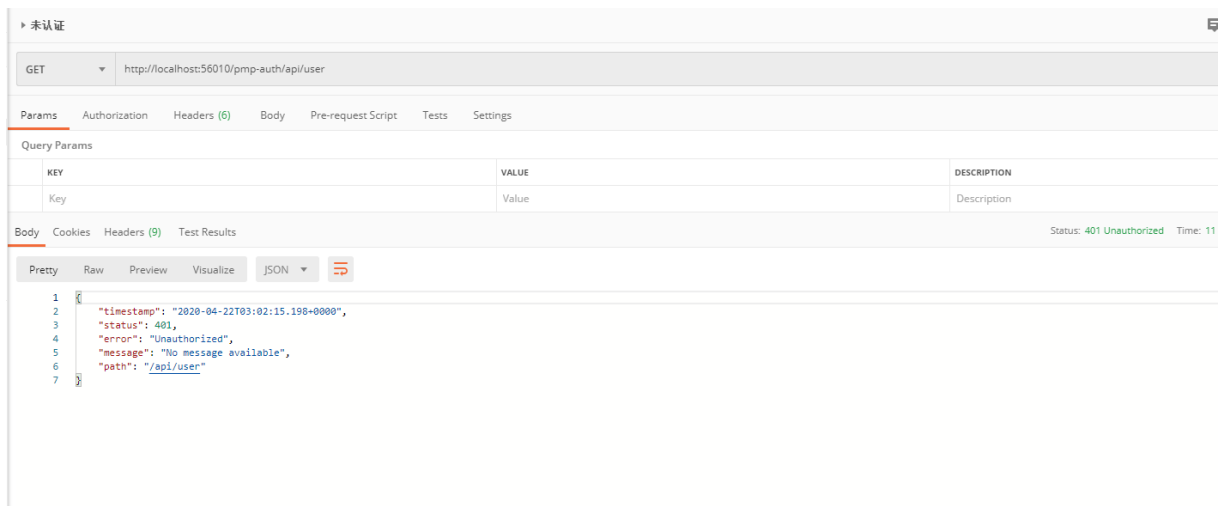 未认证
GET http://localhost:56010/pmp-auth/api/user
Params Authorization Headers (6) Body Pre-request Script Tests Settings
Query Params
KEY VALUE DESCRIPTION
Key Value Description
Body Cookies Headers (9) Test Results Status: 401 Unauthorized Time: 11
Pretty Raw Preview Visualize JSON
1 {
2 "timestamp": "2020-04-22T03:02:15.198+0000",
3 "status": 401,
4 "error": "Unauthorized",
5 "message": "No message available",
6 "path": "/api/user"
7 }